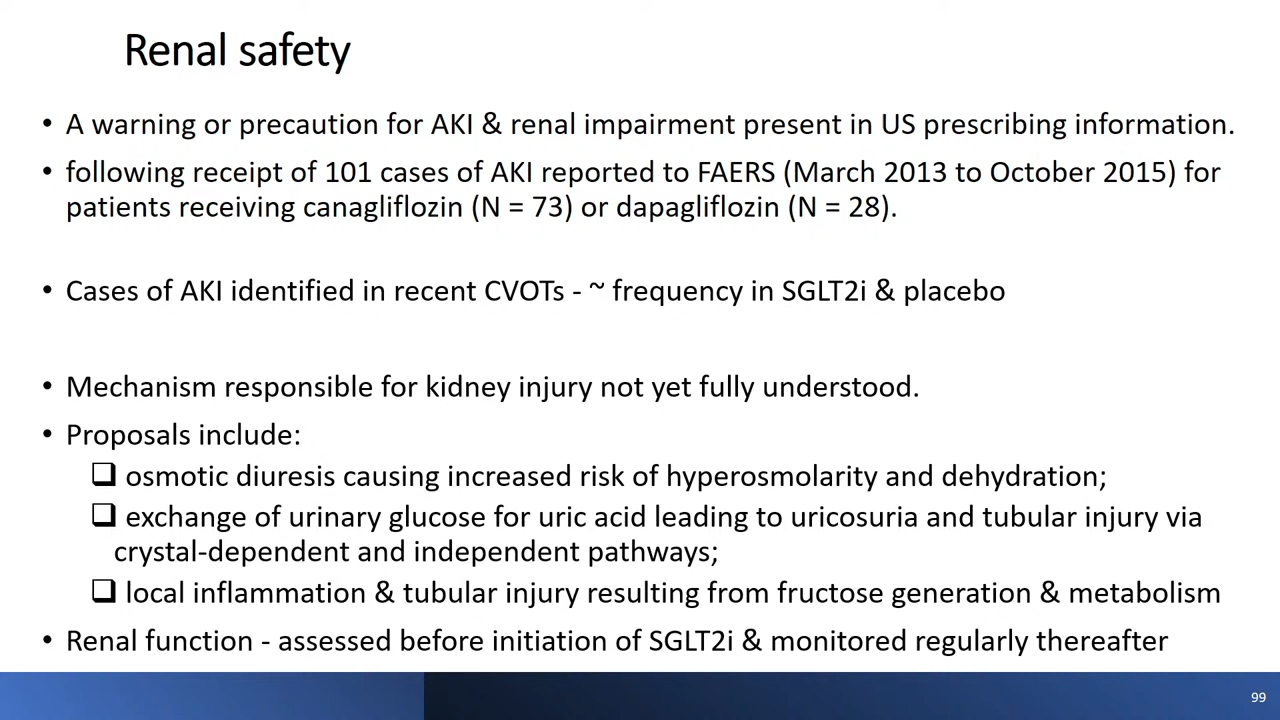 Renal safety
• A warning or precaution for AKI & renal impairment present in US prescribing information.
• following receipt of 101 cases of AKI reported to FAERS (March 2013 to October 2015) for
patients receiving canagliflozin (N = 73) or dapagliflozin (N = 28).
• Cases of AKI identified in recent CVOTs - ~ frequency in SGLT2i & placebo
• Mechanism responsible for kidney injury not yet fully understood.
• Proposals include:
❑ osmotic diuresis causing increased risk of hyperosmolarity and dehydration;
❑ exchange of urinary glucose for uric acid leading to uricosuria and tubular injury via
crystal-dependent and independent pathways;
❑ local inflammation & tubular injury resulting from fructose generation & metabolism
• Renal function - assessed before initiation of SGLT2i & monitored regularly thereafter
99